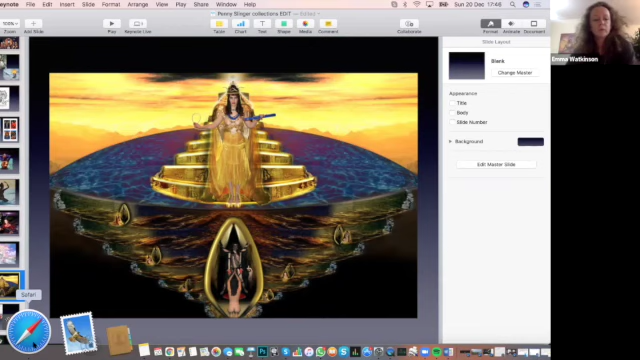 Keynote File Edit Insert Slide Format Arrange View Play Share Window Help
Sun 20 Dec 17:48
Penny Slinger collections EDIT — Edited
100%
Zoom Add Slide Play Keynote Live Table Chart Text Shape Media Comment Collaborate Format Animate Document
Slide Layout
Blank
Change Master
Appearance
Title
Body
Slide Number
Background
Edit Master Slide
Safari
Emma Watkinson